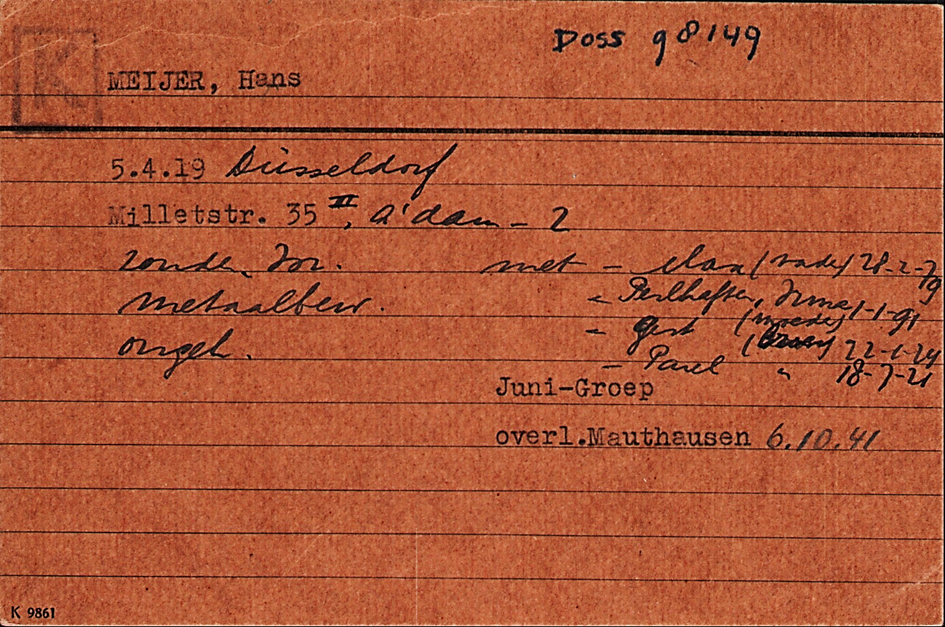 Doss 98149
K
MEIJER, Hans
5.4.19 Düsseldorf
Milletstr. 35 II, A'dam - 2
zonder
met - Max (vader) 28-2-79
metaalbew.
- Perlhefter, Irma (moeder) 1-1-91
ongeh.
- Gert (broer) 22-1-24
- Paul " 18-7-21
Juni-Groep
overl.Mauthausen 6.10.41
K 9861